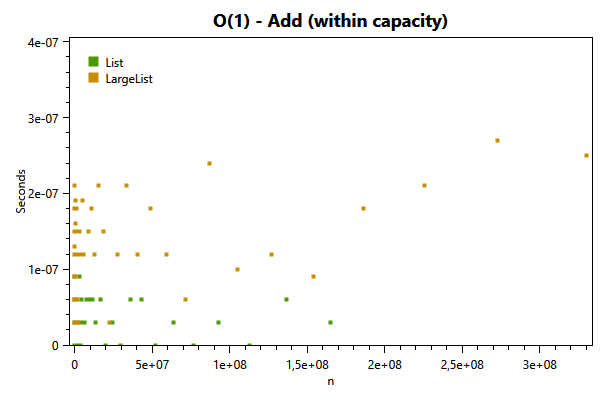 O(1) - Add (within capacity)
4e-07
3e-07
2e-07
1e-07
0
Seconds
List
LargeList
0 5e+07 1e+08 1,5e+08 2e+08 2,5e+08 3e+08
n